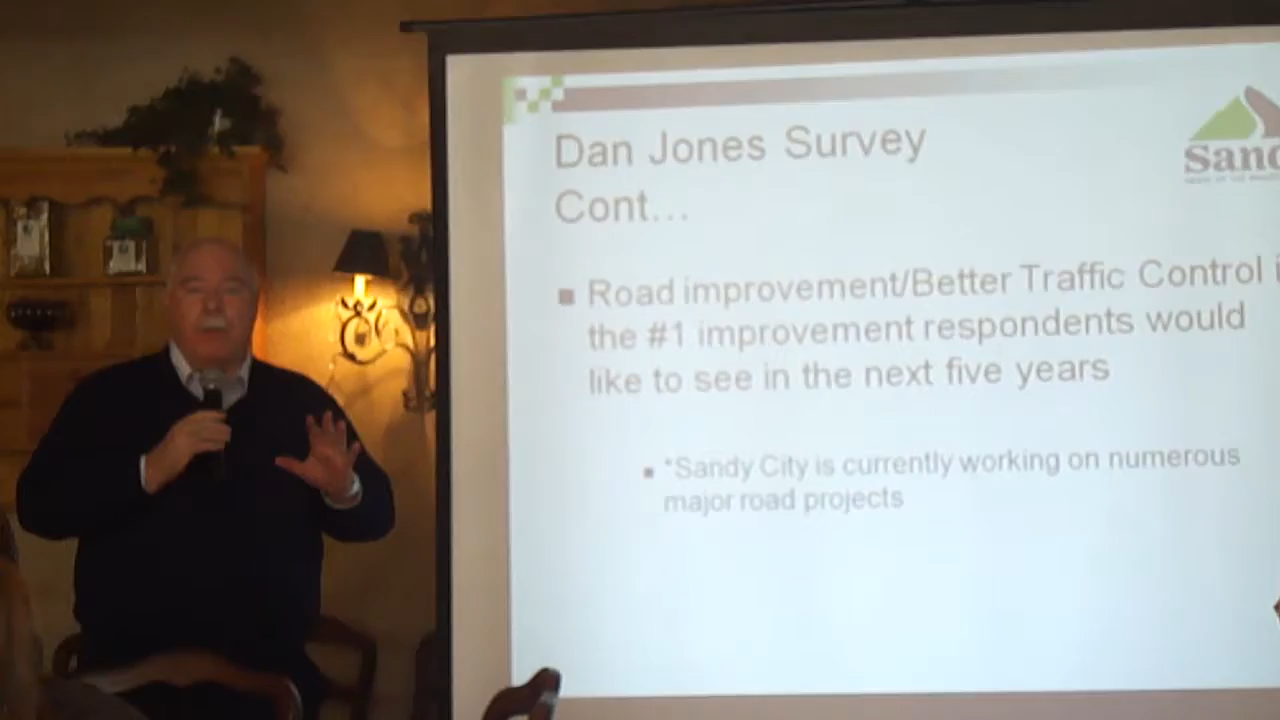 Dan Jones Survey
Cont...
Road improvement/Better Traffic Control
the #1 improvement respondents would
like to see in the next five years
*Sandy City is currently working on numerous
major road projects
Sand